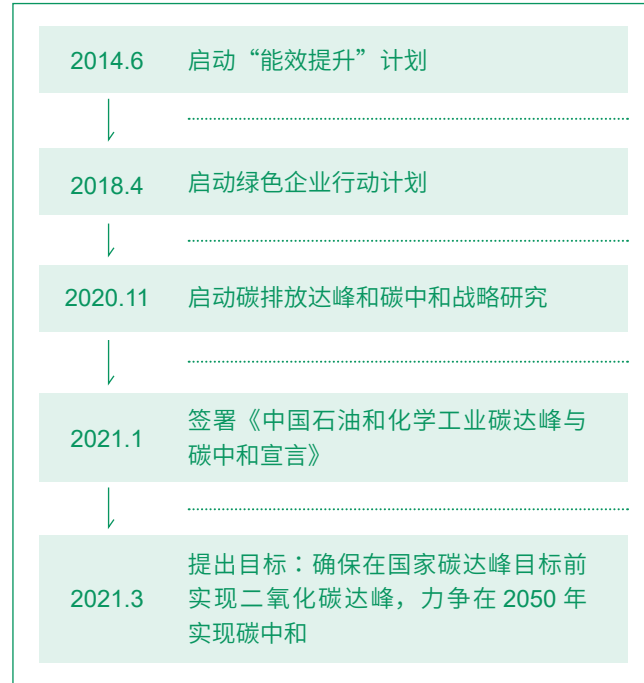 2014.6 启动“能效提升”计划
2018.4 启动绿色企业行动计划
2020.11 启动碳排放达峰和碳中和战略研究
2021.1 签署《中国石油和化学工业碳达峰与
碳中和宣言》
2021.3 提出目标：确保在国家碳达峰目标前
实现二氧化碳达峰，力争在 2050 年
实现碳中和